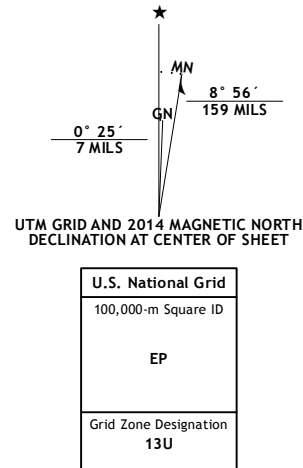 ★
MN
GN
8° 56´
159 MILS
0° 25´
7 MILS
UTM GRID AND 2014 MAGNETIC NORTH
DECLINATION AT CENTER OF SHEET
U.S. National Grid
100,000-m Square ID
EP
Grid Zone Designation
13U